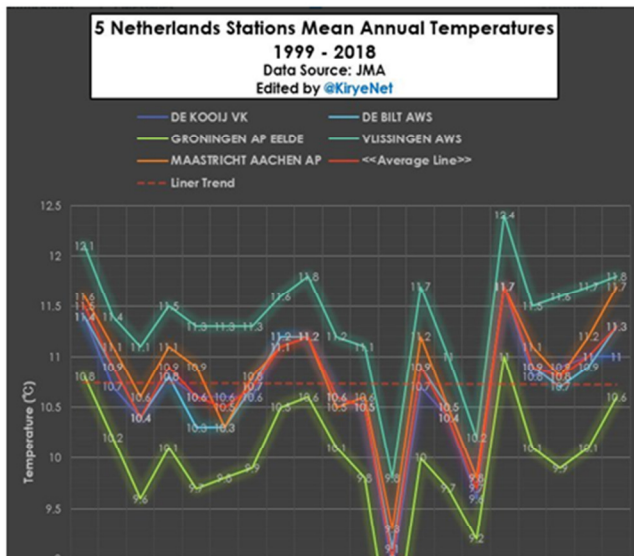 5 Netherlands Stations Mean Annual Temperatures
1999 - 2018
Data Source: JMA
Edited by @KiryeNet
DE KOOIJ VK DE BILT AWS
GRONINGEN AP EELDE VLISSINGEN AWS
MAASTRICHT AACHEN AP <<Average Line>>
Liner Trend
12.5
12
11.5
11
10.5
10
9.5
Temperature (℃)
12.1 11.4 11.1 11.5 11.3 11.3 11.3 11.6 11.8 11.2 11.1 9.8 11.7 11 10.2 12.4 11.5 11.6 11.7 11.8
11.6 11.5 11.4 11.1 10.7 10.6 10.4 11.1 10.9 10.8 10.9 10.6 10.3 10.6 10.5 10.3 10.6 11.2 11.1 11.2 10.6 10.5 10.5 9.3 9.1 11.2 10.7 10.5 10.4 9.8 9.6 11.7 11.1 10.9 10.8 10.9 10.8 10.7 11 10.9 11.7 11.3 11
10.8 10.2 9.6 10.1 9.7 9.8 9.9 10.5 10.6 10.1 9.8 10 9.7 9.2 11 10.1 9.9 10.1 10.6